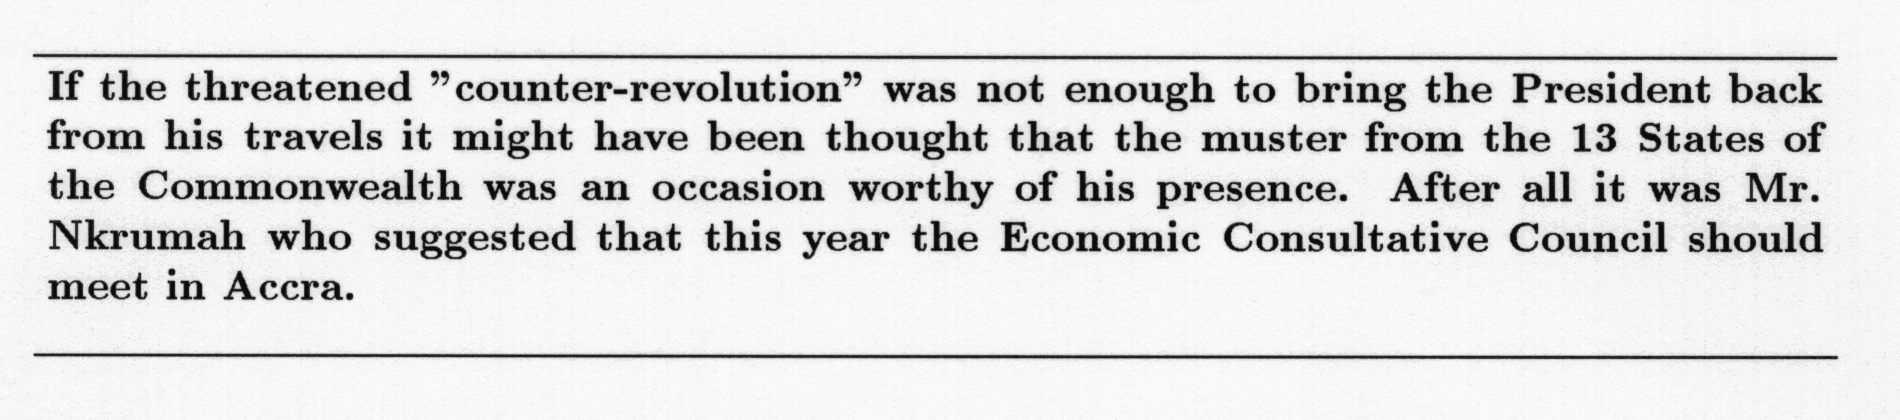 If the threatened ”counter-revolution” was not enough to bring the President back
from his travels it might have been thought that the muster from the 13 States of
the Commonwealth was an occasion worthy of his presence. After all it was Mr.
Nkrumah who suggested that this year the Economic Consultative Council should
meet in Accra.